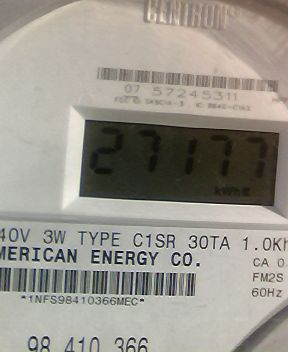 CENTRON
07 57245311
27177
kWh
40V 3W TYPE C1SR 30TA 1.0Kh
MERICAN ENERGY CO.
CA 0.
FM2S
*1NFS98410366MEC*
60Hz
98 410 366